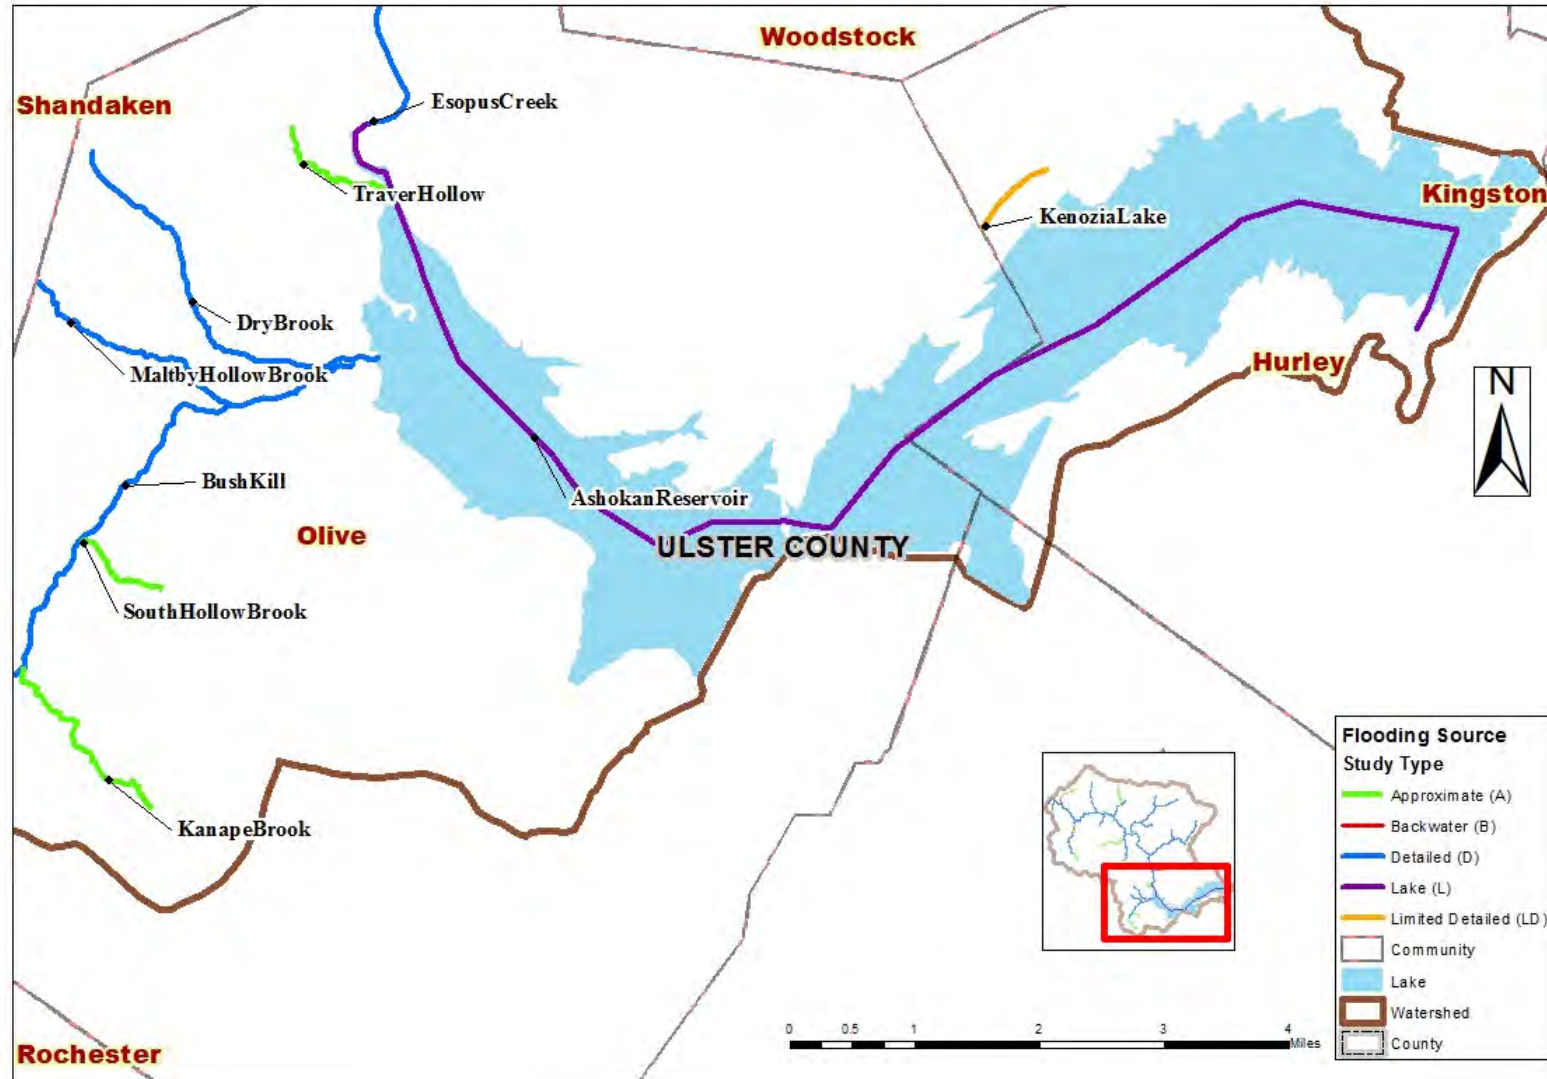 Woodstock
Shandaken
EsopusCreek
TraverHollow
Kingston
KenoziaLake
DryBrook
MaltbyHollowBrook
Hurley
N
BushKill
AshokanReservoir
Olive
ULSTER COUNTY
SouthHollowBrook
KanapeBrook
Rochester
Flooding Source
Study Type
Approximate (A)
Backwater (B)
Detailed (D)
Lake (L)
Limited Detailed (LD)
Community
Lake
Watershed
County
0 0.5 1 2 3 4
Miles